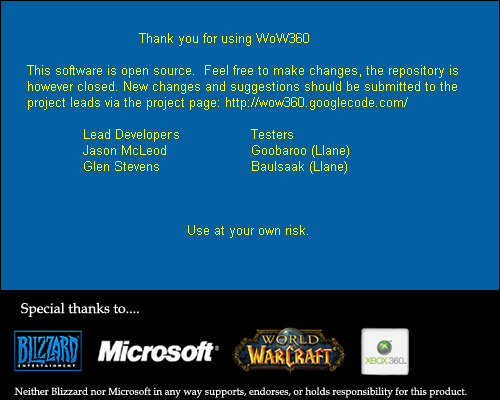 Thank you for using WoW360
This software is open source.  Feel free to make changes, the repository is
however closed. New changes and suggestions should be submitted to the
project leads via the project page: http://wow360.googlecode.com/
Lead Developers Testers
Jason McLeod Goobaroo (Llane)
Glen Stevens Baulsaak (Llane)
Use at your own risk.
Special thanks to....
BLIZZARD
ENTERTAINMENT
Microsoft®
WORLD
OF
WARCRAFT
XBOX 360
Neither Blizzard nor Microsoft in any way supports, endorses, or holds responsibility for this product.